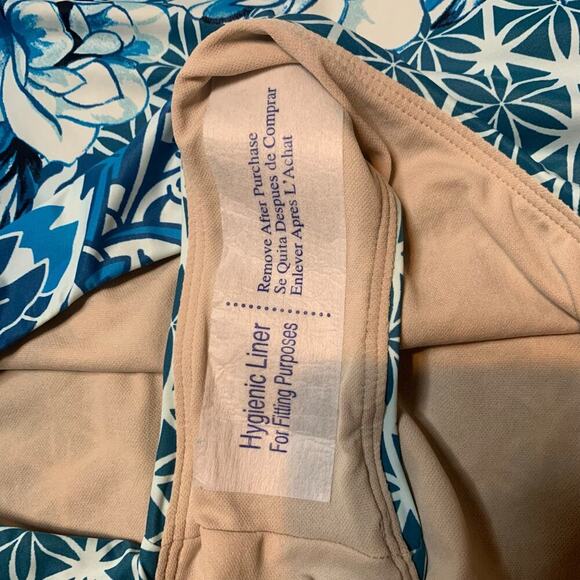 Hygienic Liner
For Fitting Purposes
Remove After Purchase
Se Quita Despues de Comprar
Enlever Apres L'Achat